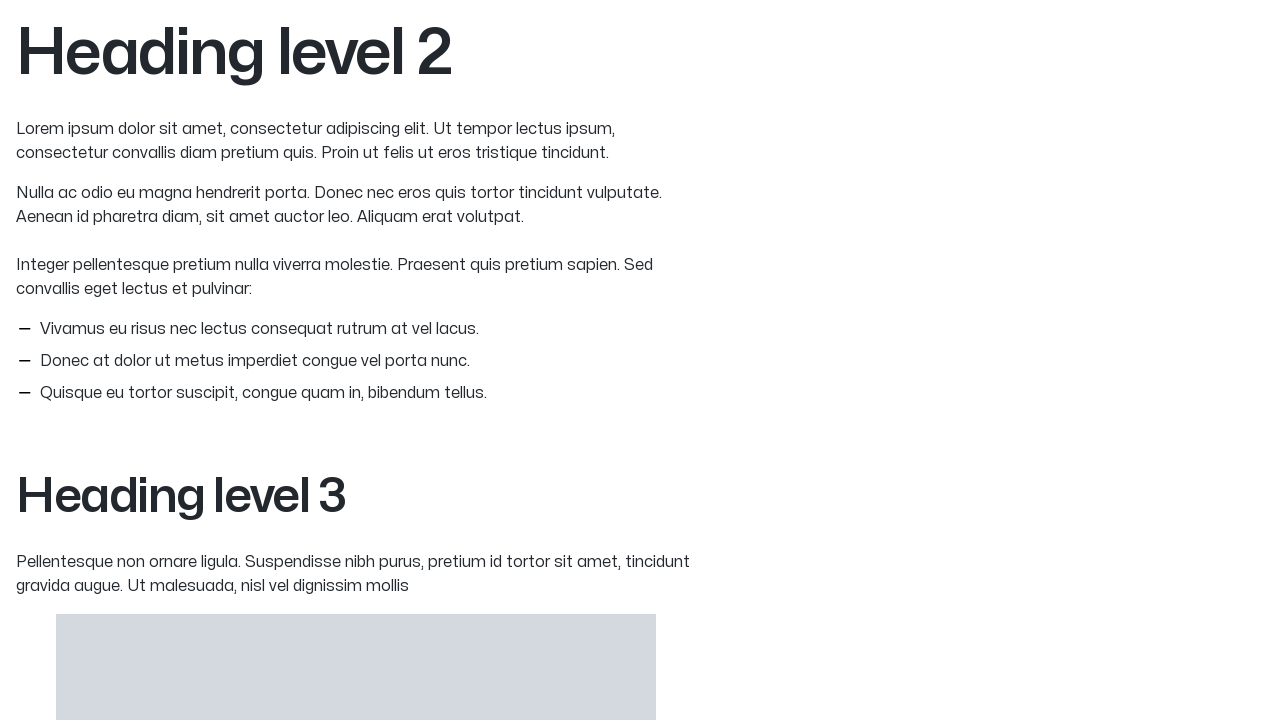 Heading level 2
Lorem ipsum dolor sit amet, consectetur adipiscing elit. Ut tempor lectus ipsum,
consectetur convallis diam pretium quis. Proin ut felis ut eros tristique tincidunt.
Nulla ac odio eu magna hendrerit porta. Donec nec eros quis tortor tincidunt vulputate.
Aenean id pharetra diam, sit amet auctor leo. Aliquam erat volutpat.
Integer pellentesque pretium nulla viverra molestie. Praesent quis pretium sapien. Sed
convallis eget lectus et pulvinar:
— Vivamus eu risus nec lectus consequat rutrum at vel lacus.
— Donec at dolor ut metus imperdiet congue vel porta nunc.
— Quisque eu tortor suscipit, congue quam in, bibendum tellus.
Heading level 3
Pellentesque non ornare ligula. Suspendisse nibh purus, pretium id tortor sit amet, tincidunt
gravida augue. Ut malesuada, nisl vel dignissim mollis